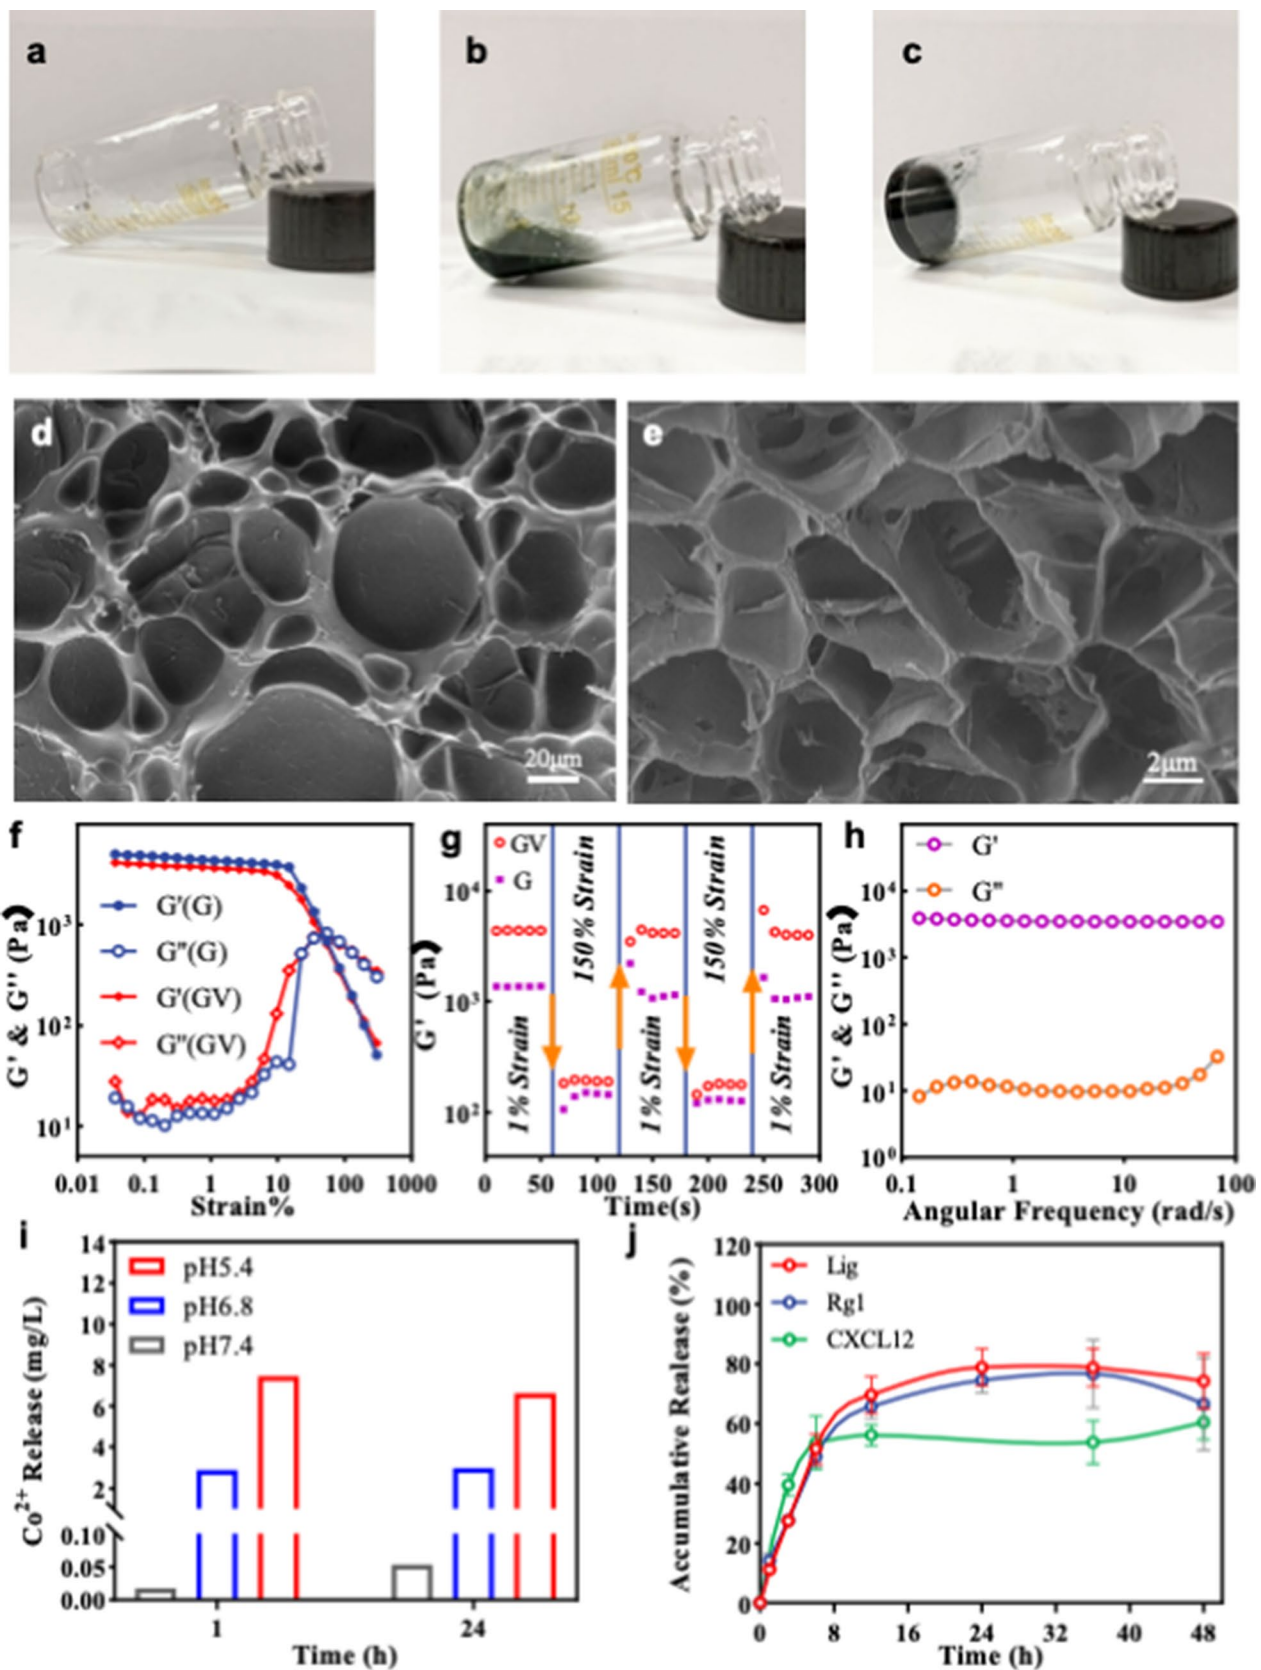 a
b
c
d
20μm
e
2μm
f
G' & G'' (Pa)
10³
10²
10¹
G'(G)
G''(G)
G'(GV)
G''(GV)
0.01 0.1 1 10 100 1000
Strain%
g
G' (Pa)
GV
G
10⁴
10³
10²
1% Strain
150% Strain
1% Strain
150% Strain
1% Strain
0 50 100 150 200 250 300
Time(s)
h
G' & G'' (Pa)
G'
G''
10⁴
10³
10²
10¹
10⁰
0.1 1 10 100
Angular Frequency (rad/s)
i
Co²⁺ Release (mg/L)
14
12
10
8
6
4
2
0.10
0.05
0.00
pH5.4
pH6.8
pH7.4
1 24
Time (h)
j
Accumulative Realease (%)
120
100
80
60
40
20
0
Lig
Rg1
CXCL12
0 8 16 24 32 40 48
Time (h)